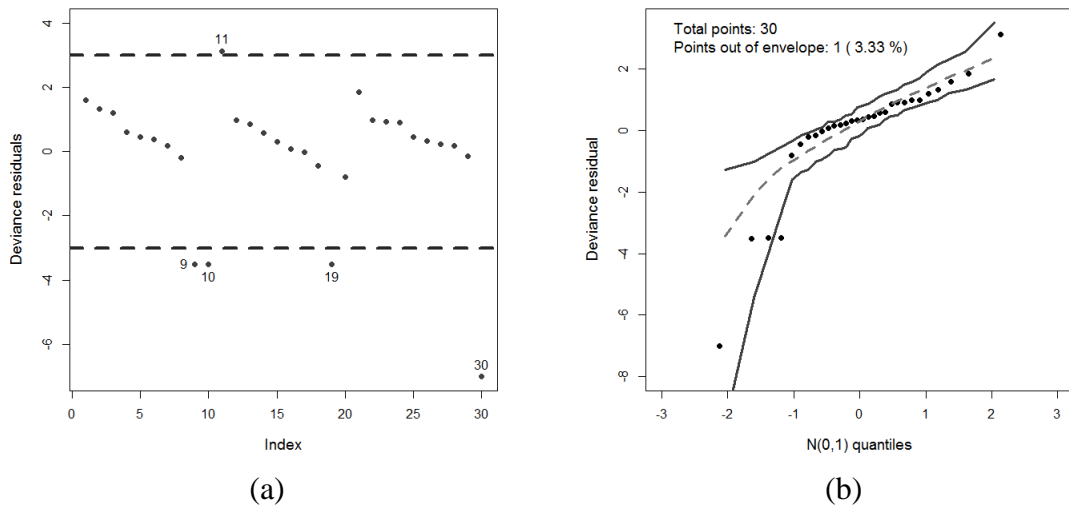 4
2
0
-2
-4
-6
Deviance residuals
11
9
10
19
30
0 5 10 15 20 25 30
Index
(a)
Total points: 30
Points out of envelope: 1 ( 3.33 %)
2
0
-2
-4
-6
-8
Deviance residual
-3 -2 -1 0 1 2 3
N(0,1) quantiles
(b)